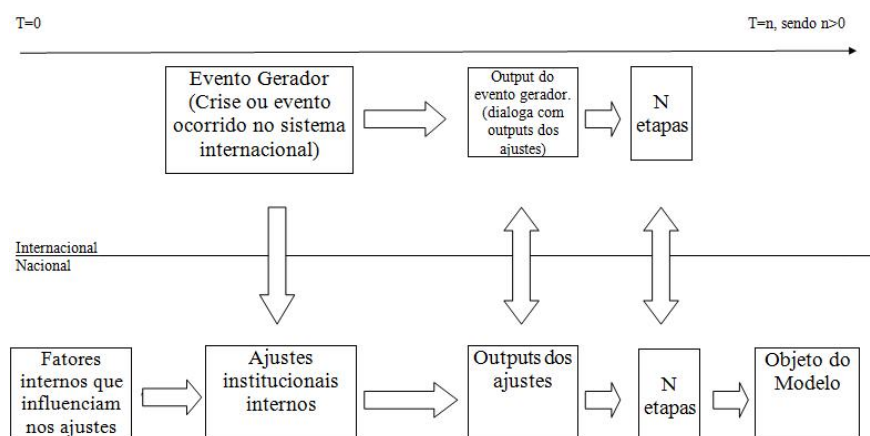 T=0
T=n, sendo n>0
Evento Gerador
(Crise ou evento
ocorrido no sistema
internacional)
Output do
evento gerador.
(dialoga com
outputs dos
ajustes)
N
etapas
Internacional
Nacional
Fatores
internos que
influenciam
nos ajustes
Ajustes
institucionais
internos
Outputs dos
ajustes
N
etapas
Objeto do
Modelo